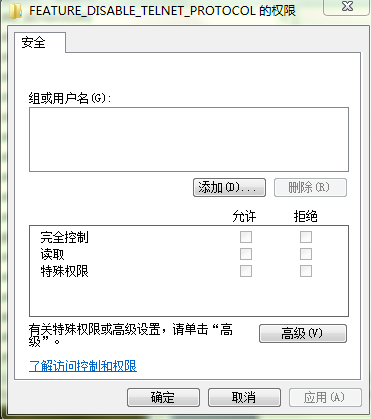 FEATURE_DISABLE_TELNET_PROTOCOL 的权限
安全
组或用户名(G):
添加(D)... 删除(R)
允许 拒绝
完全控制
读取
特殊权限
有关特殊权限或高级设置，请单击“高
级”。
高级(V)
了解访问控制和权限
确定 取消 应用(A)